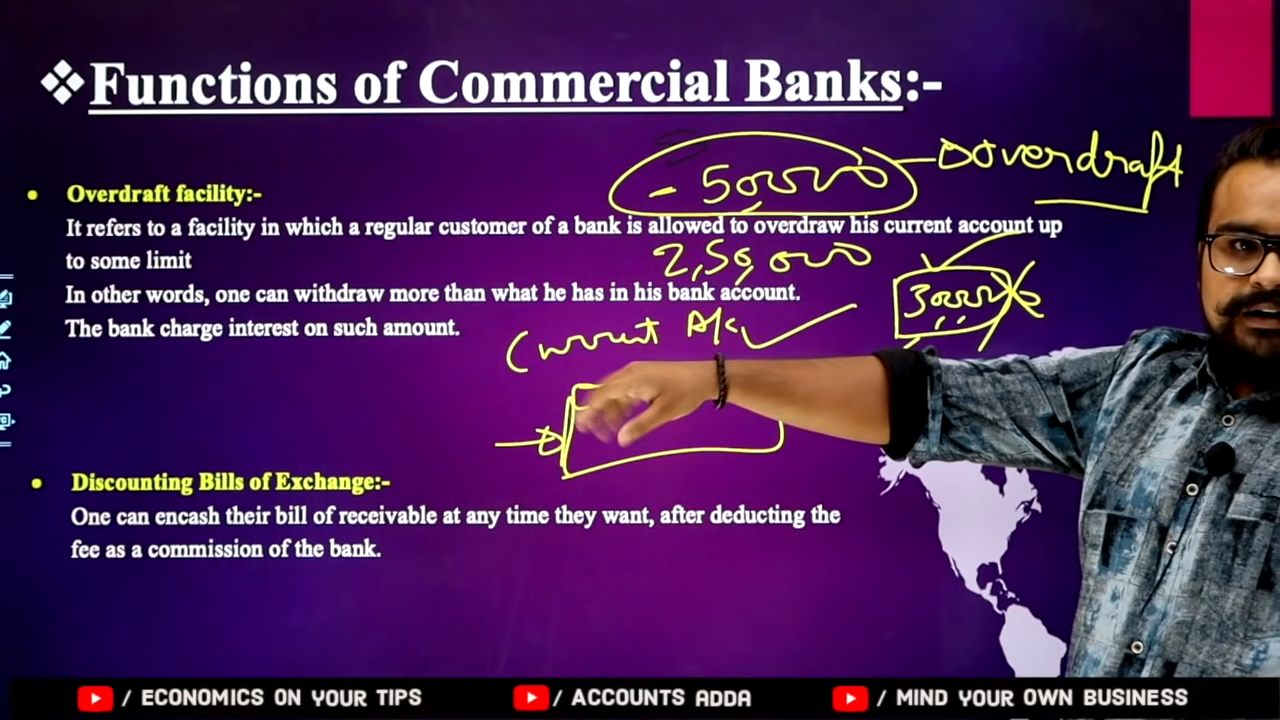 ❖Functions of Commercial Banks:-
- 50000 Overdraft
• Overdraft facility:-
It refers to a facility in which a regular customer of a bank is allowed to overdraw his current account up
to some limit
2,50,000
In other words, one can withdraw more than what he has in his bank account.
The bank charge interest on such amount.
Current A/c
• Discounting Bills of Exchange:-
One can encash their bill of receivable at any time they want, after deducting the
fee as a commission of the bank.
/ ECONOMICS ON YOUR TIPS / ACCOUNTS ADDA / MIND YOUR OWN BUSINESS